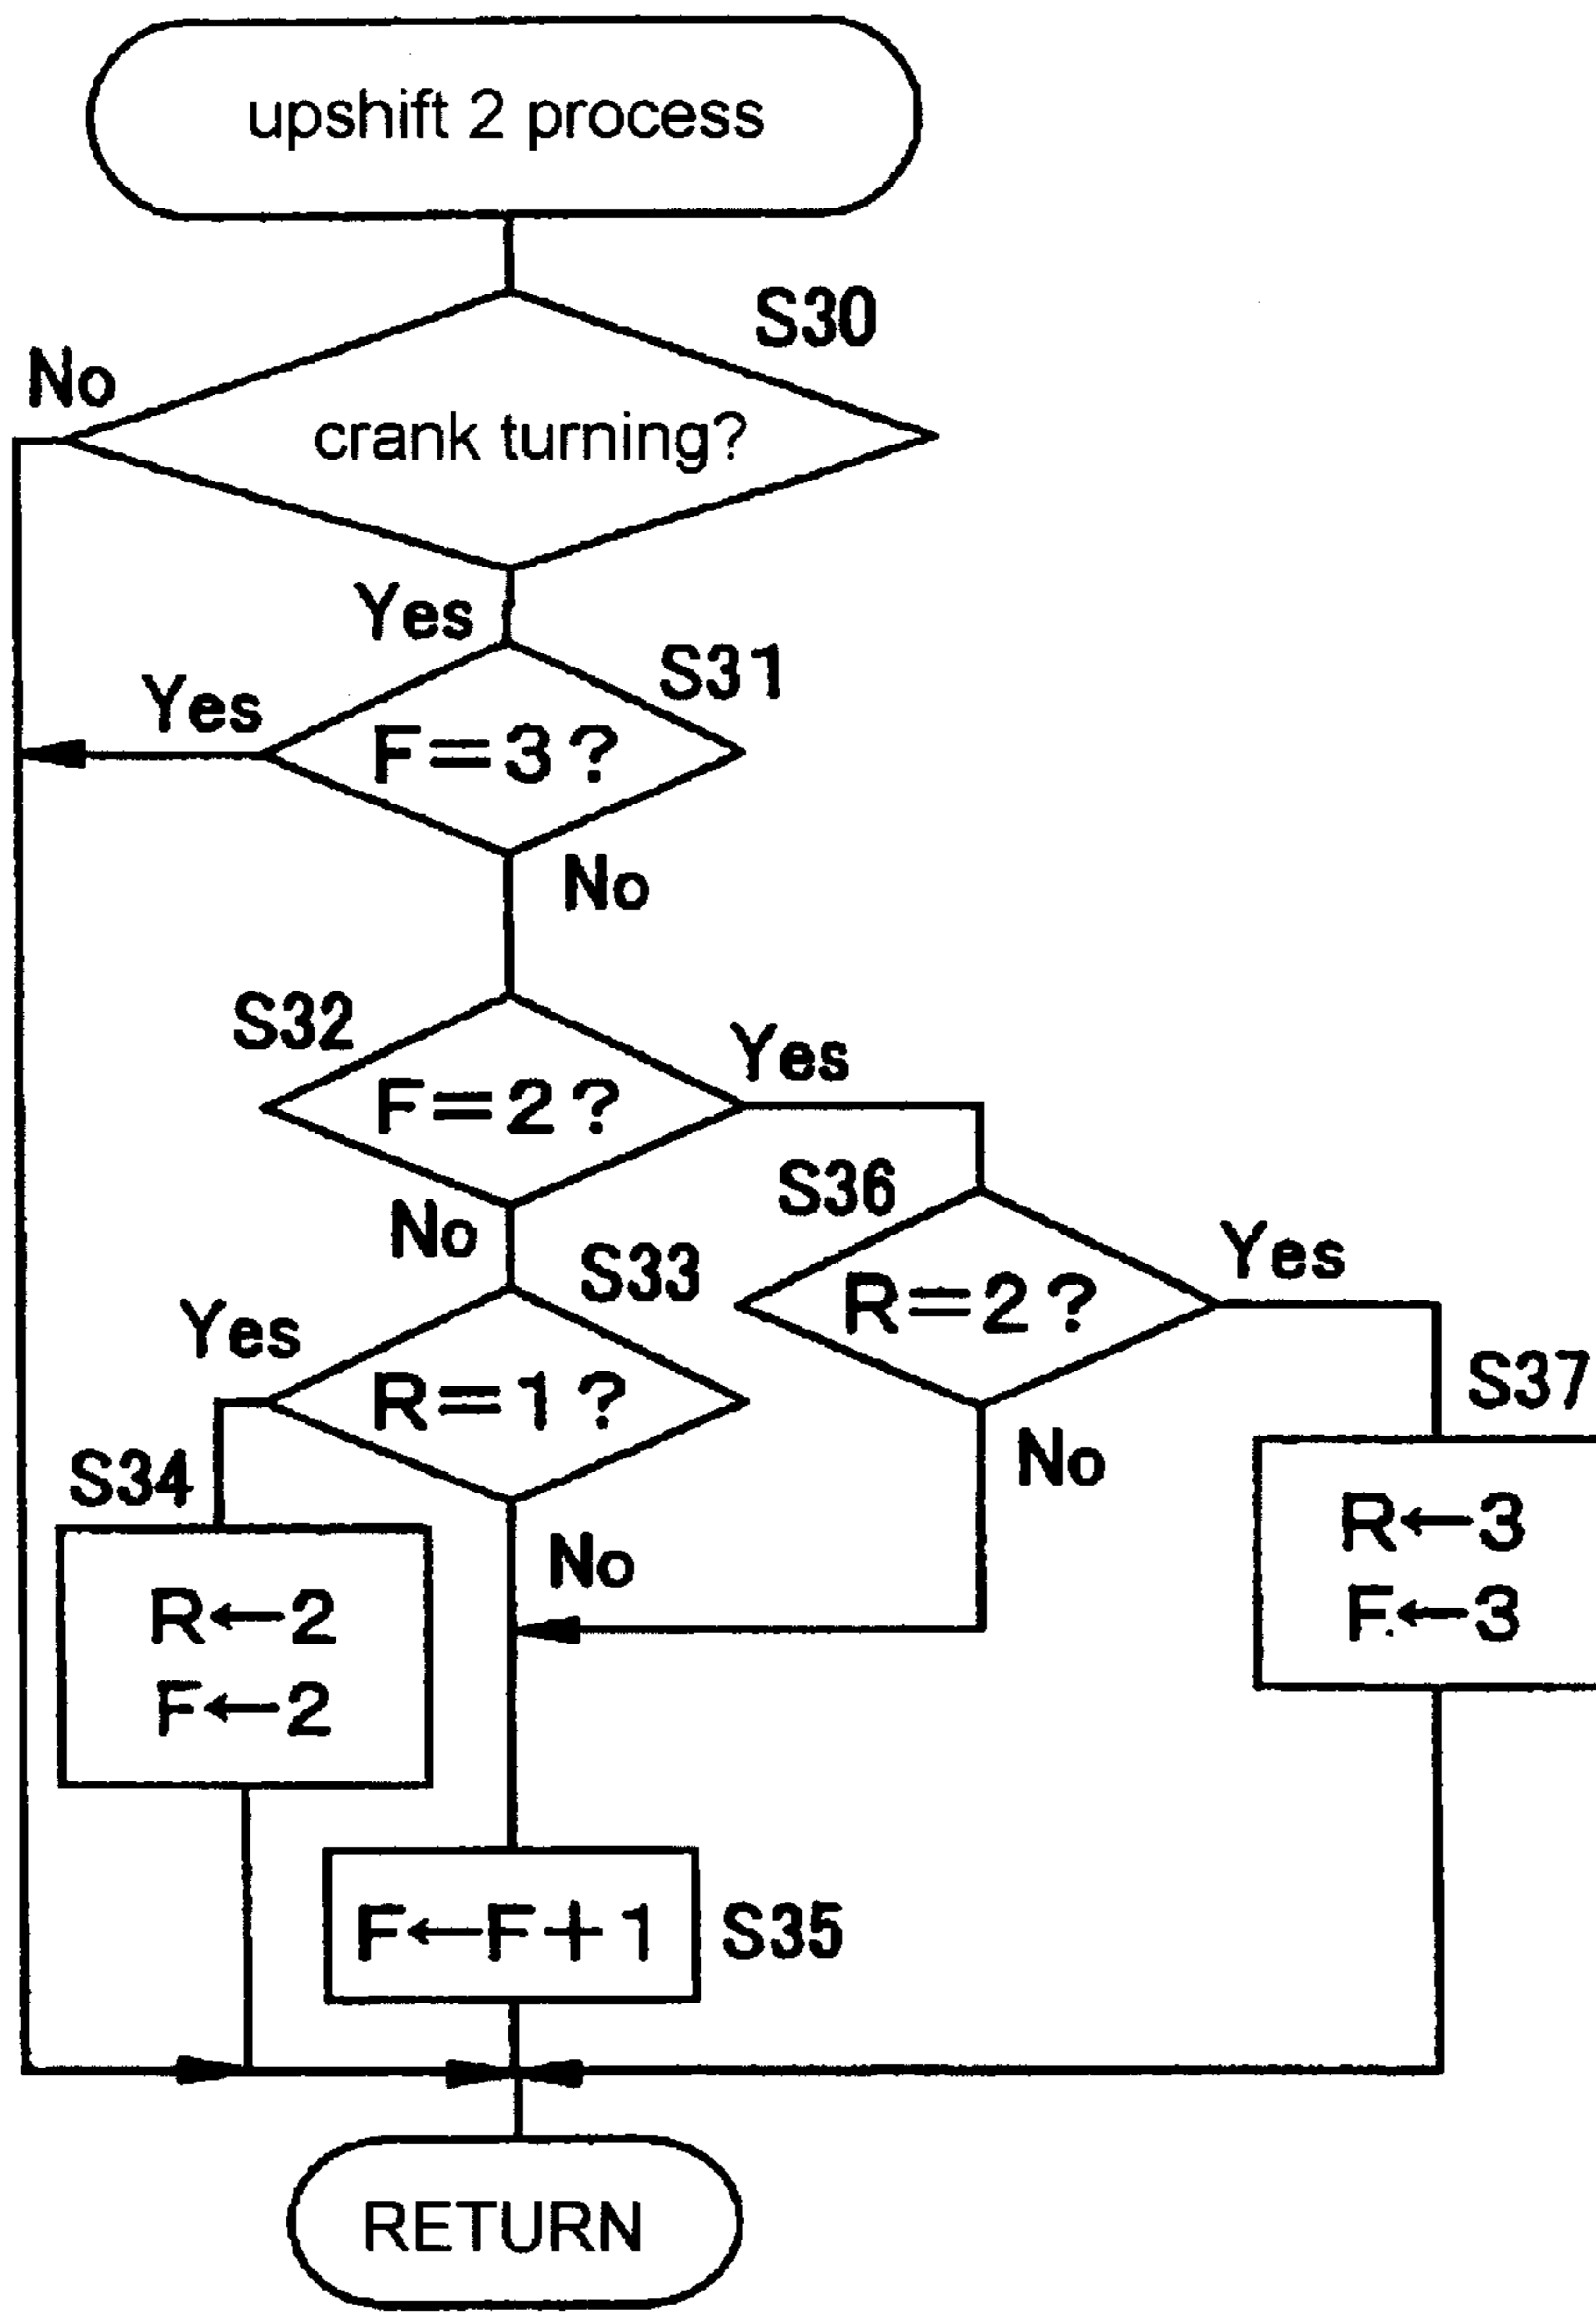 upshift 2 process
S30
No
crank turning?
Yes
S31
Yes
F=3?
No
S32
Yes
F=2?
S36
No
S33
Yes
R=2?
Yes
R=1?
S37
No
S34
R←3
No
F←3
R←2
F←2
F←F+1
S35
RETURN